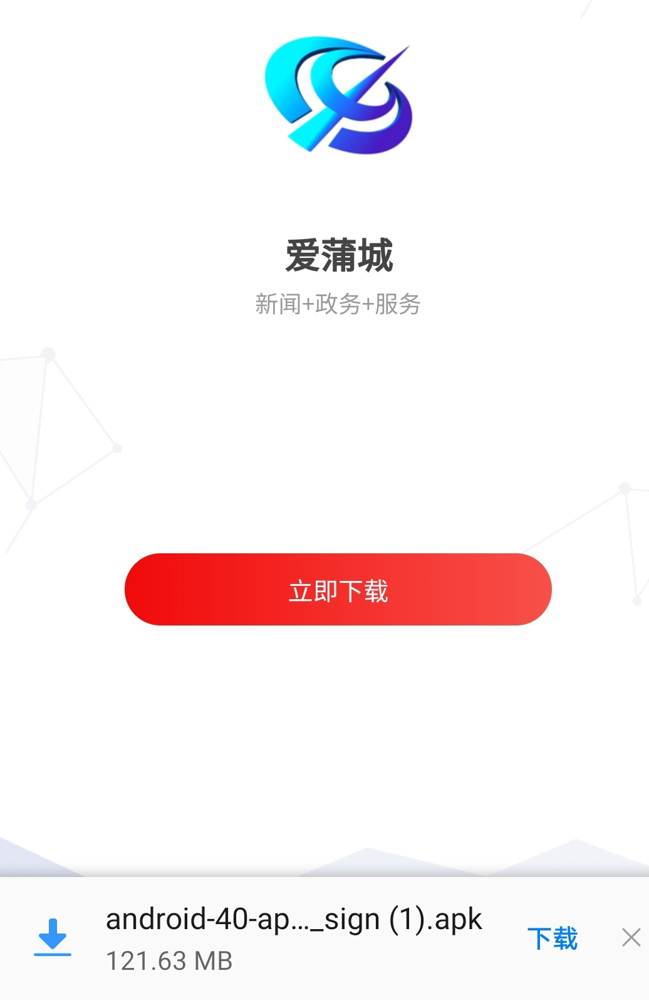 爱蒲城
新闻+政务+服务
立即下载
android-40-ap..._sign (1).apk
下载
121.63 MB